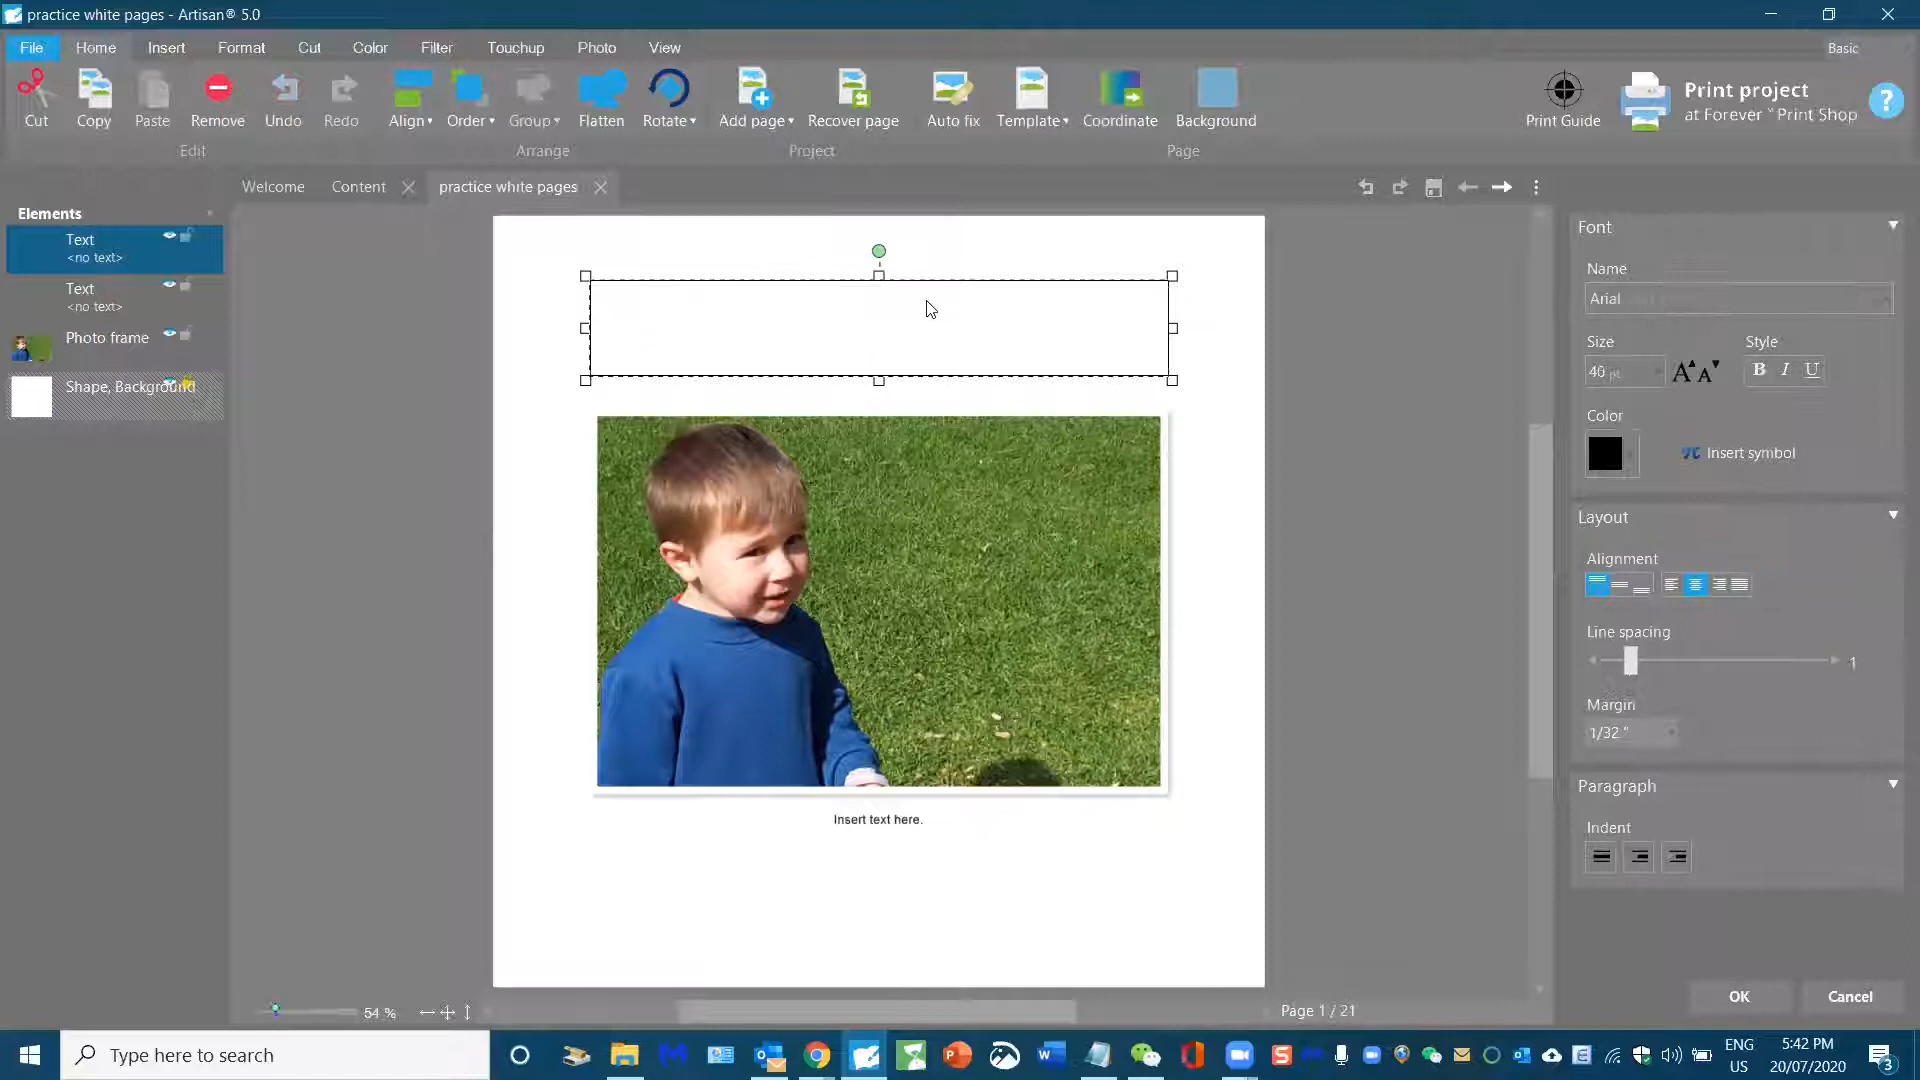 practice white pages - Artisan® 5.0
File Home Insert Format Cut Color Filter Touchup Photo View Basic
Cut Copy Paste Remove Undo Redo Align Order Group Flatten Rotate Add page Recover page Auto fix Template Coordinate Background
Print Guide
Print project
at Forever™ Print Shop
?
Edit Arrange Project Page
Welcome Content practice white pages
Elements
Text
<no text>
Text
<no text>
Photo frame
Shape, Background
Insert text here.
Font
Name
Arial
Size Style
40 pt
B I U
Color
Insert symbol
Layout
Alignment
Line spacing
1
Margin
1/32 "
Paragraph
Indent
OK Cancel
54 %
Page 1 / 21
Type here to search
ENG
US
5:42 PM
20/07/2020
3